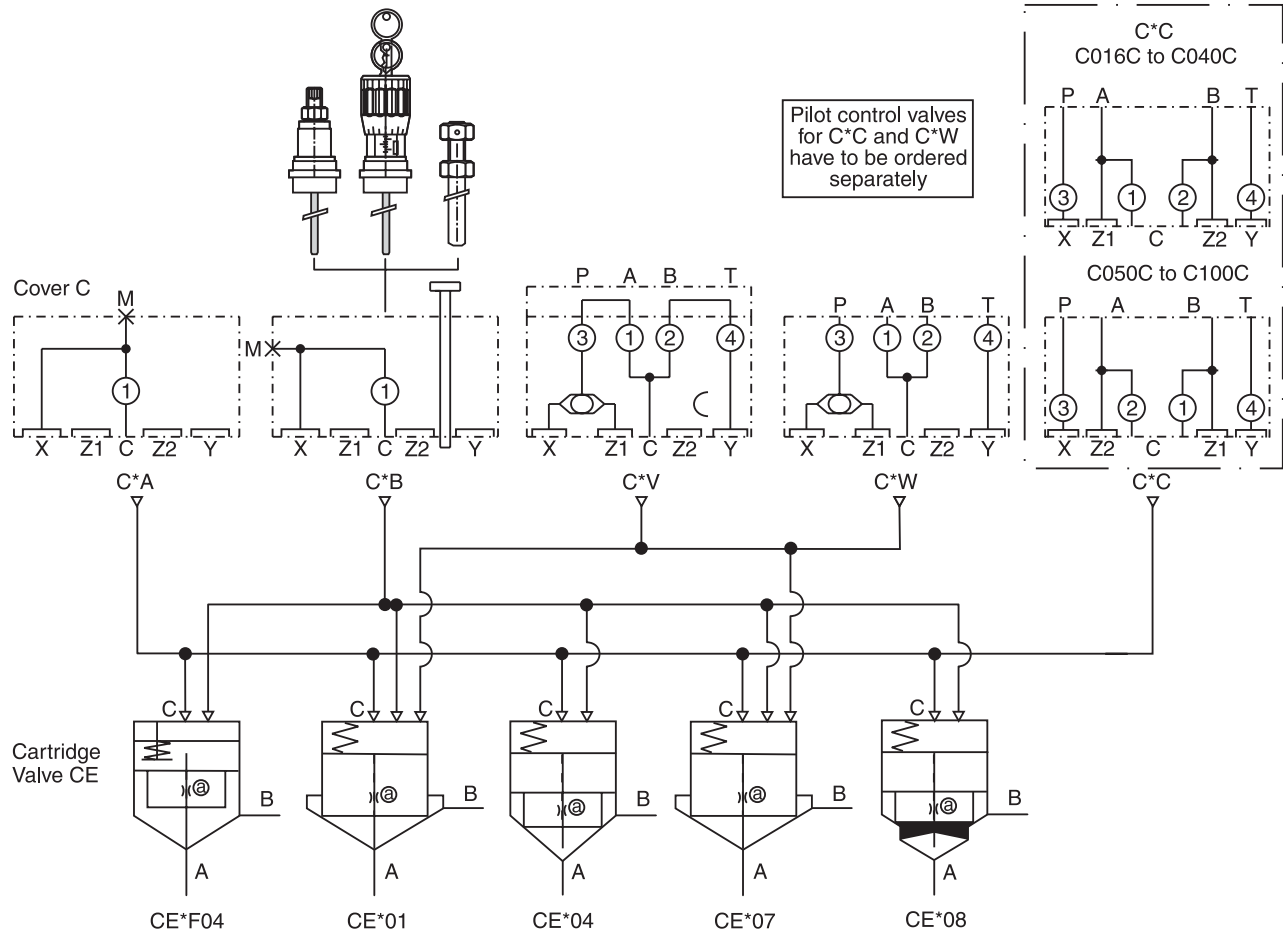 C*C
C016C to C040C
P A B T
3 1 2 4
X Z1 C Z2 Y
C050C to C100C
P A B T
3 2 1 4
X Z2 C Z1 Y
Pilot control valves
for C*C and C*W
have to be ordered
separately
Cover C
M
1
X Z1 C Z2 Y
M
1
X Z1 C Z2 Y
P A B T
3 1 2 4
X Z1 C Z2 Y
P A B T
3 1 2 4
X Z1 C Z2 Y
C*A C*B C*V C*W C*C
Cartridge
Valve CE
C C C C C
a a a a a
B B B B B
A A A A A
CE*F04 CE*01 CE*04 CE*07 CE*08